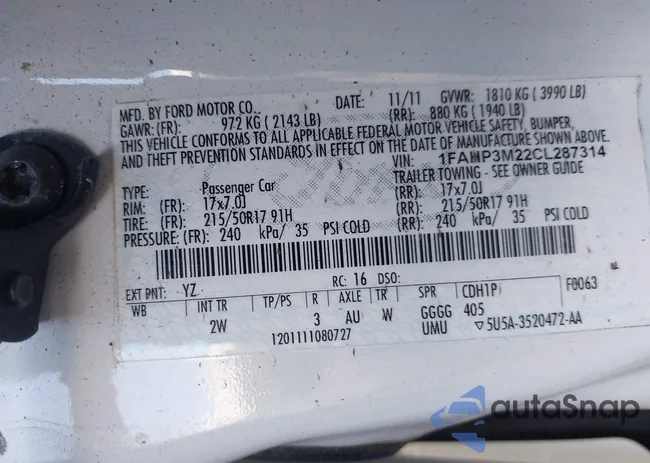 MFD. BY FORD MOTOR CO.. DATE: 11/11 GVWR: 1810 KG ( 3990 LB)
GAWR: (FR): 972 KG ( 2143 LB) (RR): 880 KG ( 1940 LB)
THIS VEHICLE CONFORMS TO ALL APPLICABLE FEDERAL MOTOR VEHICLE SAFETY, BUMPER,
AND THEFT PREVENTION STANDARDS IN EFFECT ON THE DATE OF MANUFACTURE SHOWN ABOVE.
VIN: 1FAHP3M22CL287314
TYPE: Passenger Car TRAILER TOWING - SEE OWNER GUIDE
RIM: (FR): 17x7.0J (RR): 17x7.0J
TIRE: (FR): 215/50R17 91H (RR): 215/50R17 91H
PRESSURE: (FR): 240 kPa/ 35 PSI COLD (RR): 240 kPa/ 35 PSI COLD
EXT PNT: YZ RC: 16 DSO: F0063
WB INT TR TP/PS R AXLE TR SPR CDH1P
2W 3 AU W GGGG 405
1201111080727 UMU ▽5U5A-3520472-AA
autoSnap